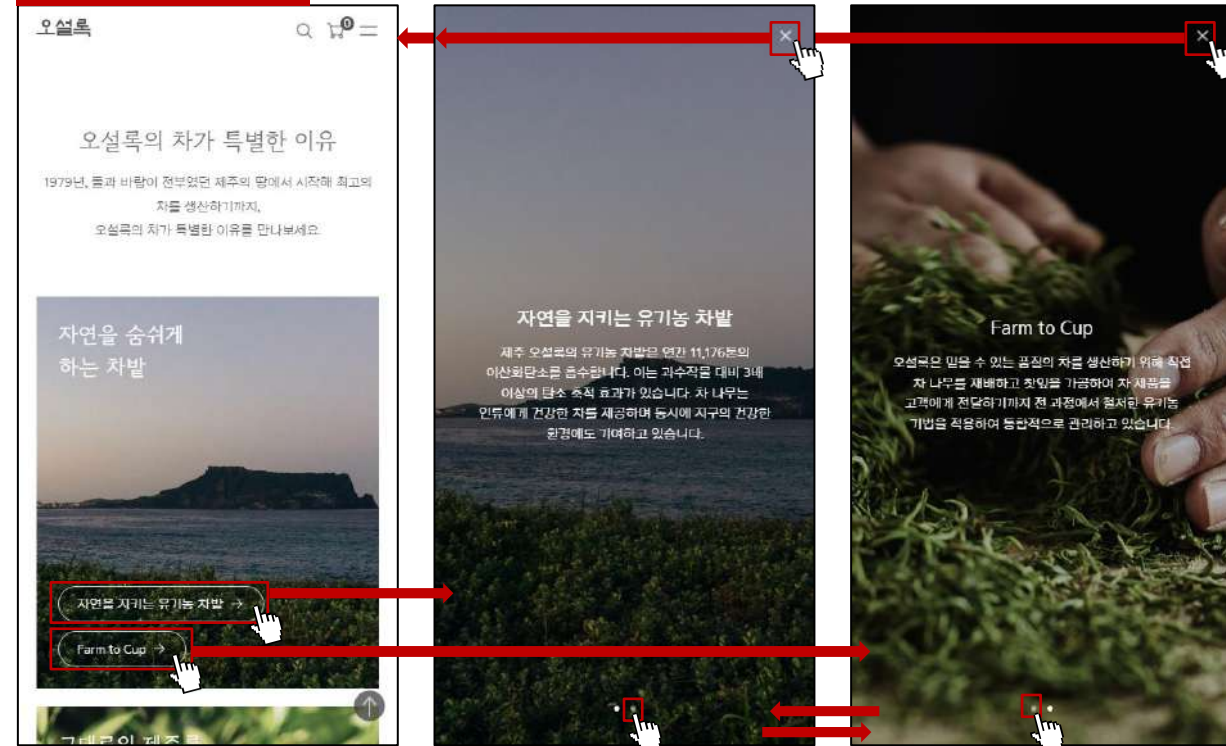 오설록
0
오설록의 차가 특별한 이유
1979년, 돌과 바람이 전부였던 제주의 땅에서 시작해 최고의
차를 생산하기까지,
오설록의 차가 특별한 이유를 만나보세요.
자연을 숨쉬게
하는 차밭
자연을 지키는 유기농 차밭 →
Farm to Cup →
그대로의 제주를
자연을 지키는 유기농 차밭
제주 오설록의 유기농 차밭은 연간 11,176톤의
이산화탄소를 흡수합니다. 이는 과수작물 대비 3배
이상의 탄소 축적 효과가 있습니다. 차 나무는
인류에게 건강한 차를 제공하며 동시에 지구의 건강한
환경에도 기여하고 있습니다.
Farm to Cup
오설록은 믿을 수 있는 품질의 차를 생산하기 위해 직접
차 나무를 재배하고 찻잎을 가공하여 차 제품을
고객에게 전달하기까지 전 과정에서 철저한 유기농
기법을 적용하여 통합적으로 관리하고 있습니다.